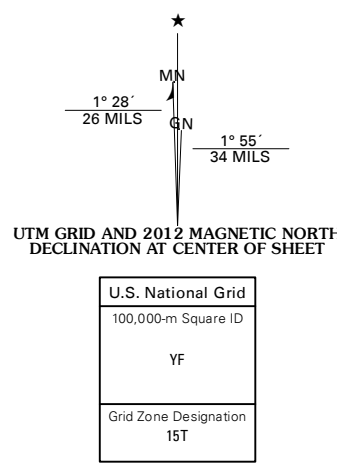 ★
MN
1° 28´
26 MILS
GN
1° 55´
34 MILS
UTM GRID AND 2012 MAGNETIC NORTH
DECLINATION AT CENTER OF SHEET
U.S. National Grid
100,000-m Square ID
YF
Grid Zone Designation
15T